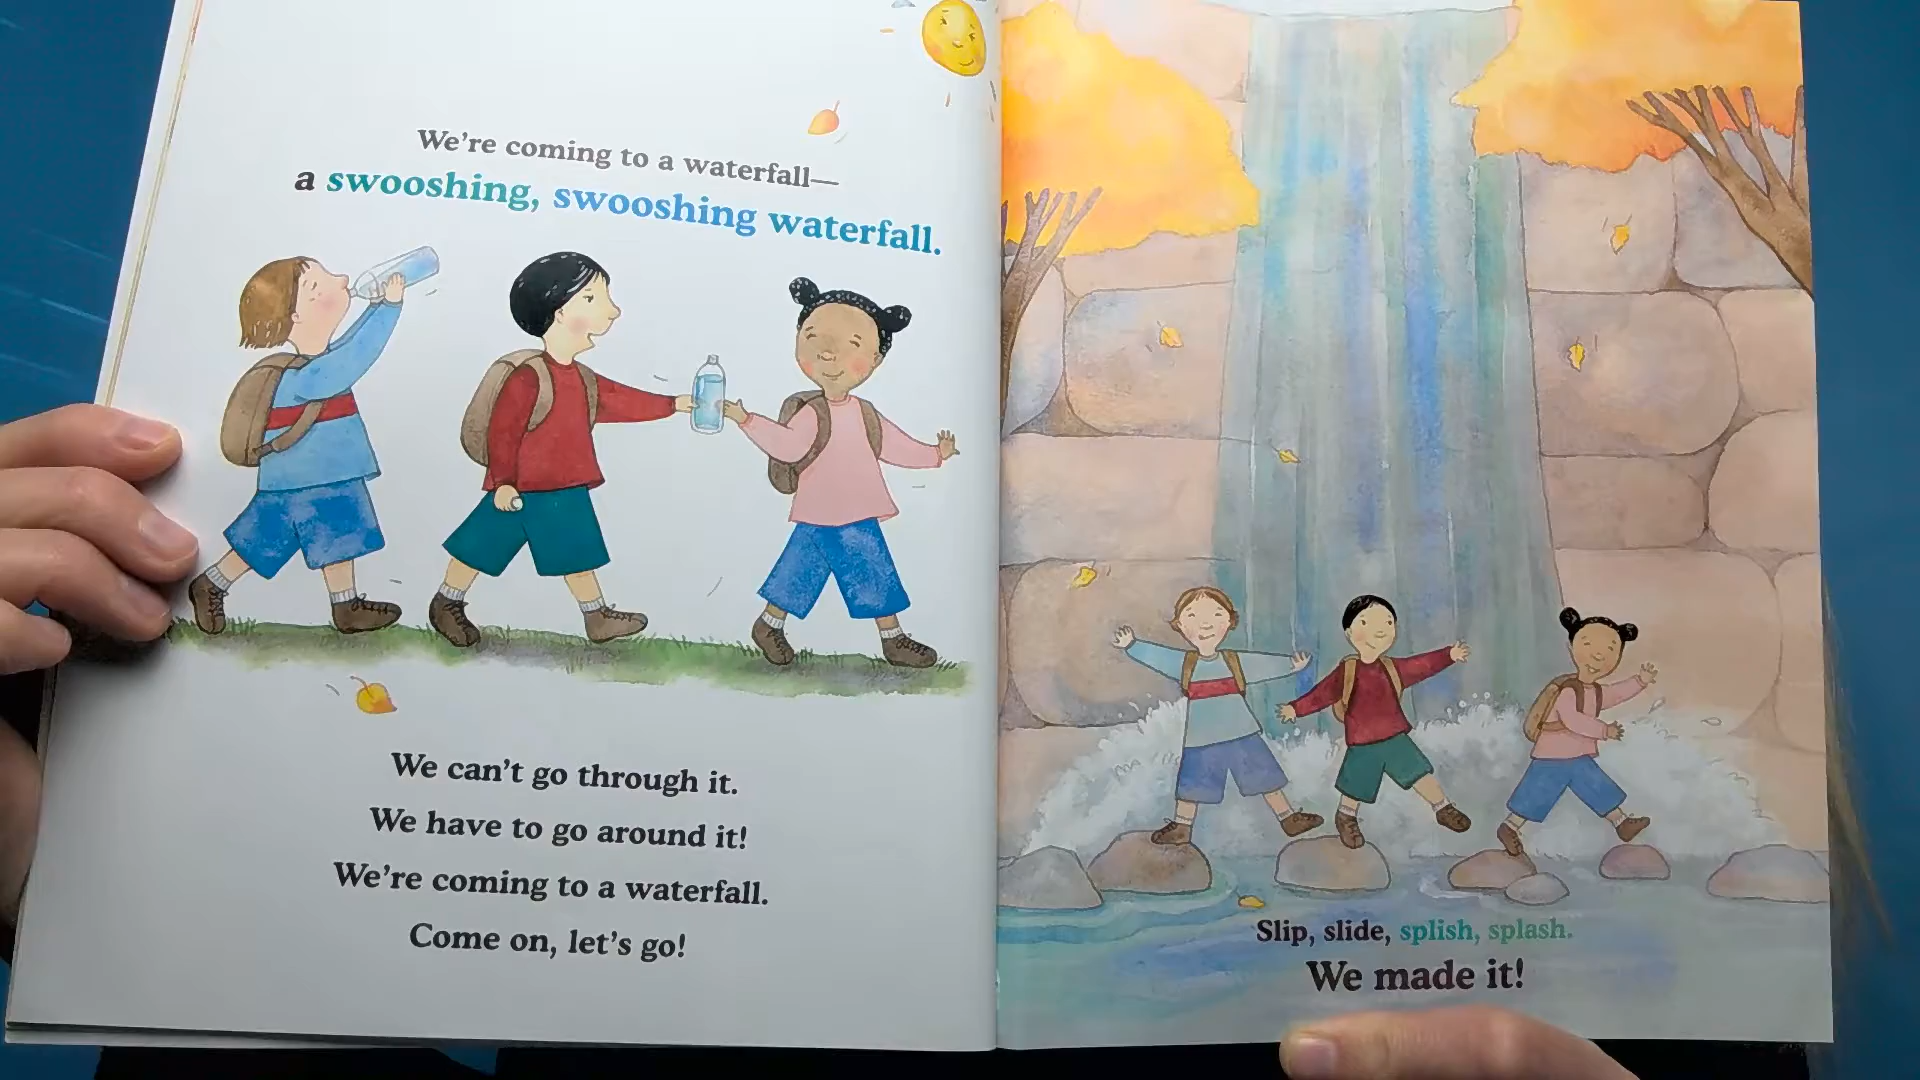 We're coming to a waterfall—
a swooshing, swooshing waterfall.
We can't go through it.
We have to go around it!
We're coming to a waterfall.
Come on, let's go!
Slip, slide, splish, splash.
We made it!